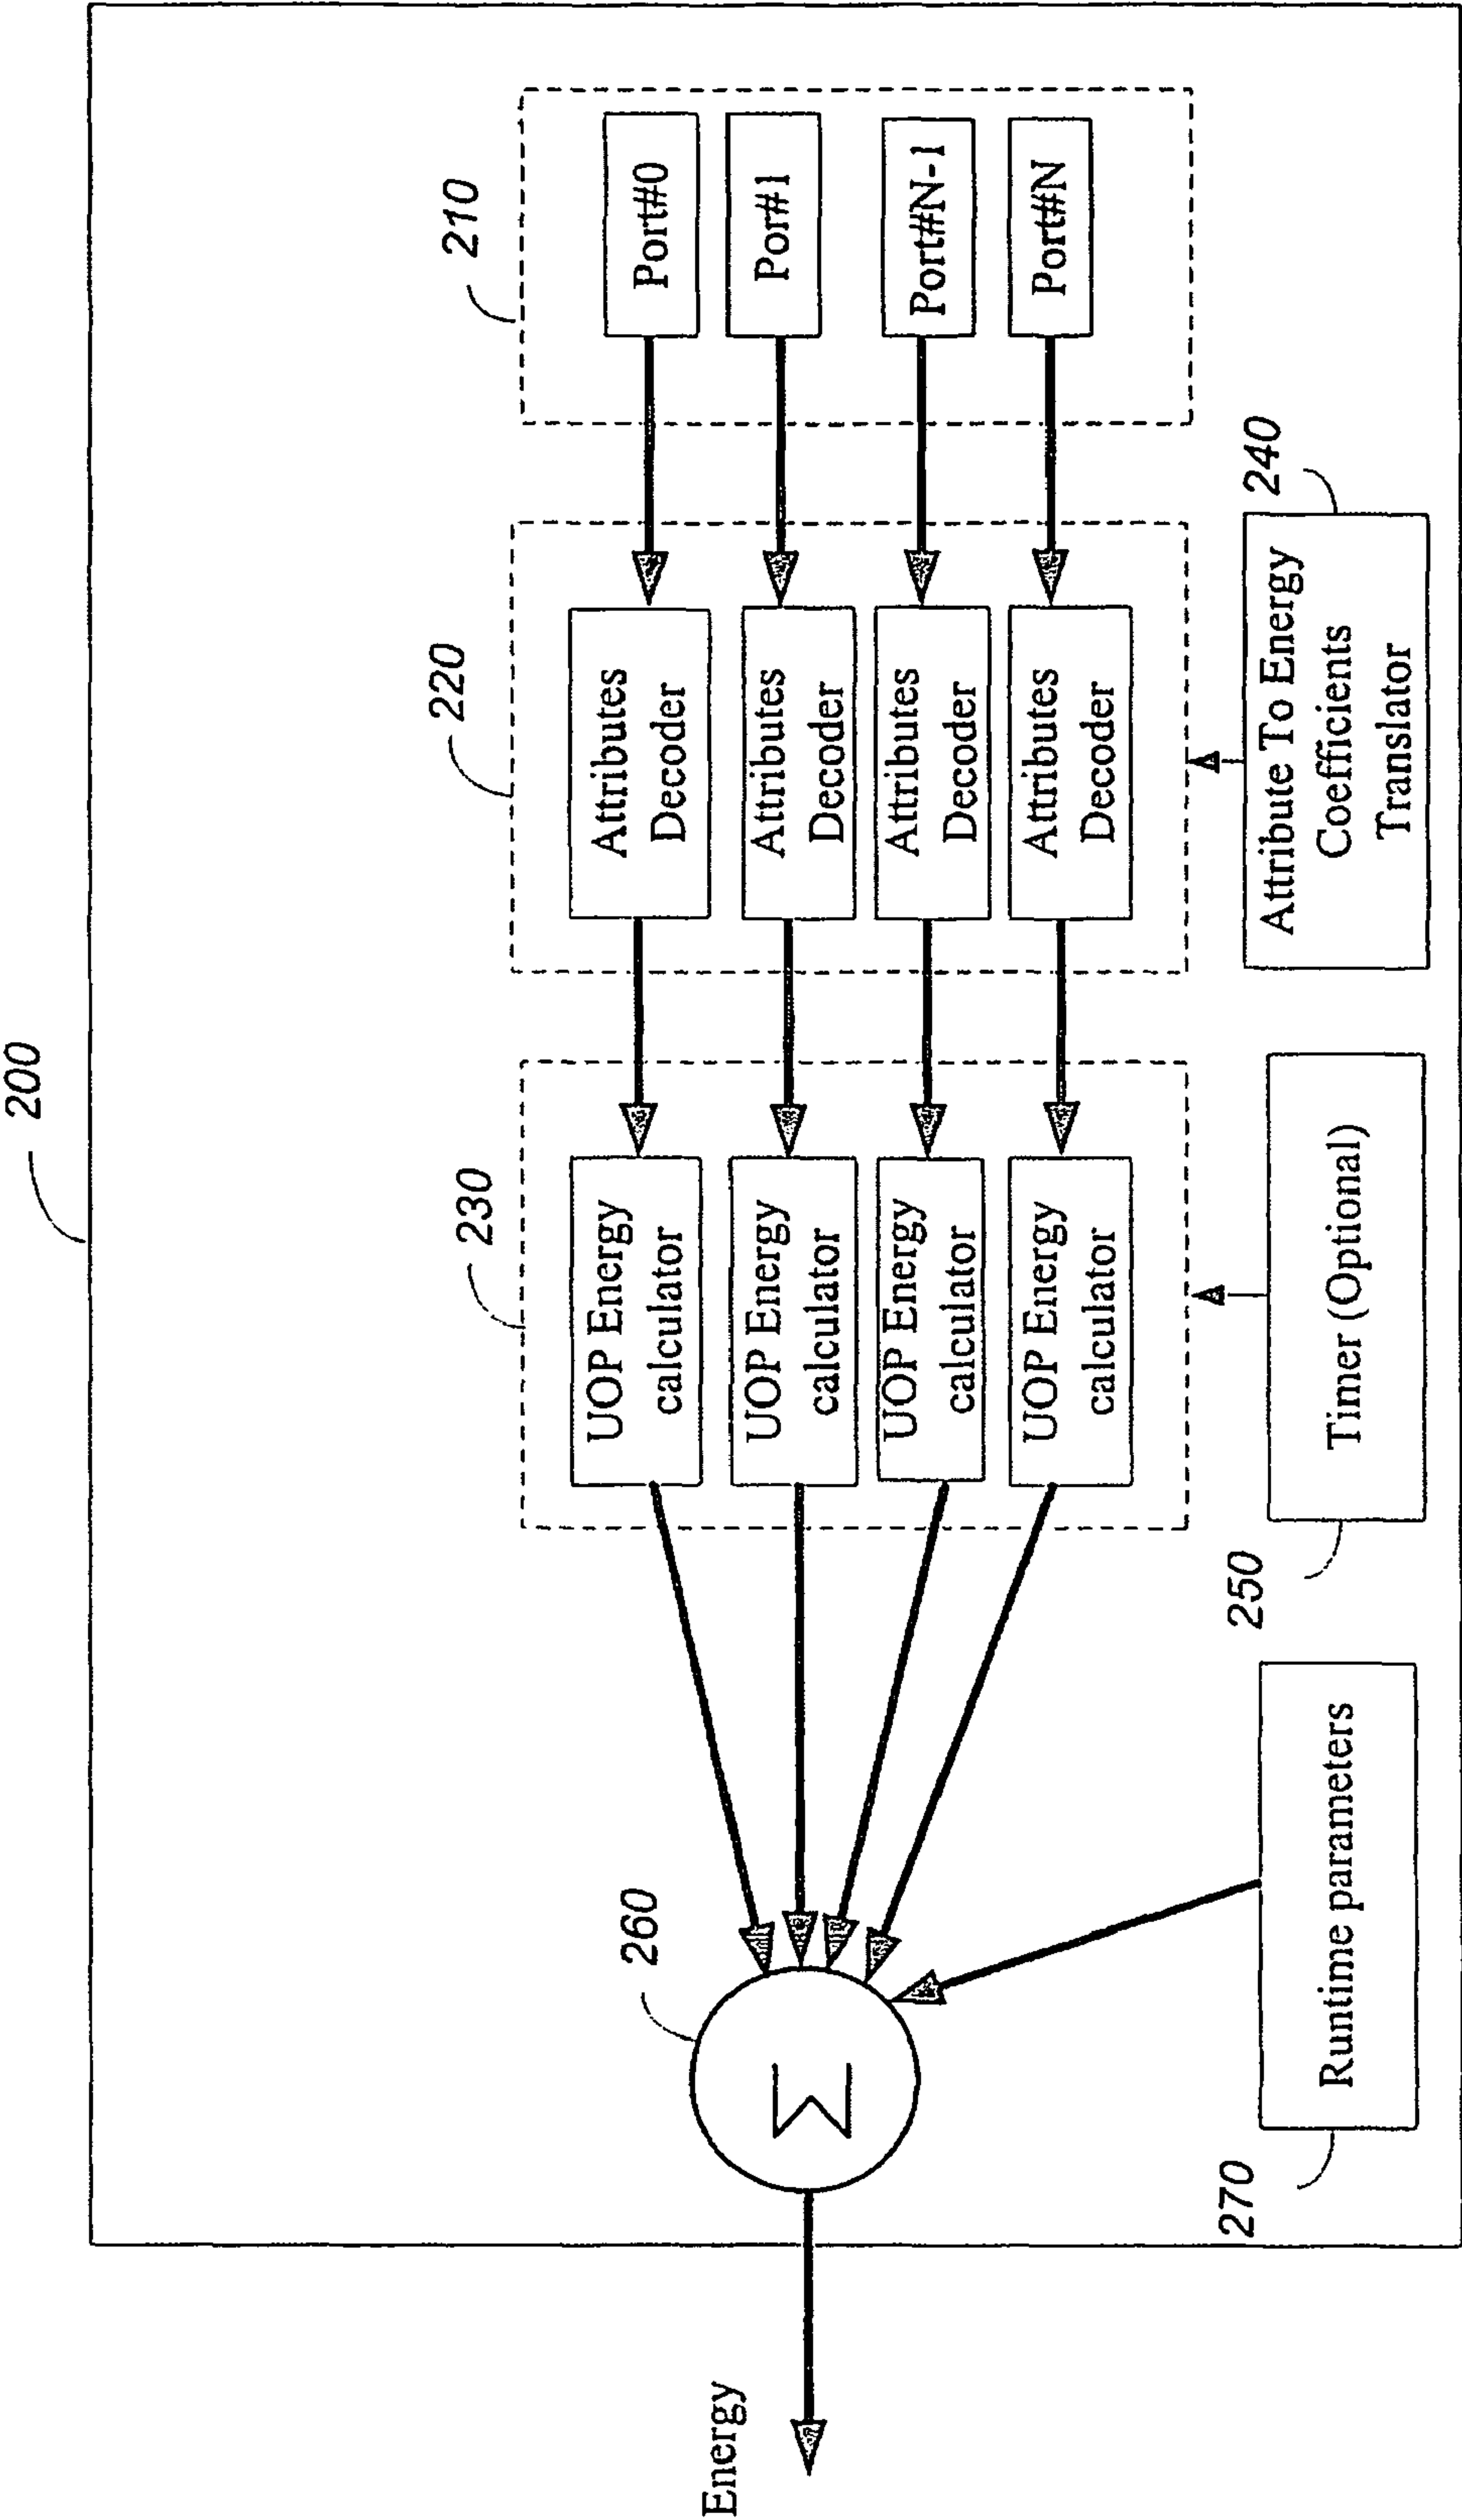 200
260
230
220
210
Energy
Σ
UOP Energy
calculator
UOP Energy
calculator
UOP Energy
calculator
UOP Energy
calculator
Attributes
Decoder
Attributes
Decoder
Attributes
Decoder
Attributes
Decoder
Port#0
Port#1
Port#N-1
Port#N
270
Runtime parameters
250
Timer (Optional)
240
Attribute To Energy
Coefficients
Translator